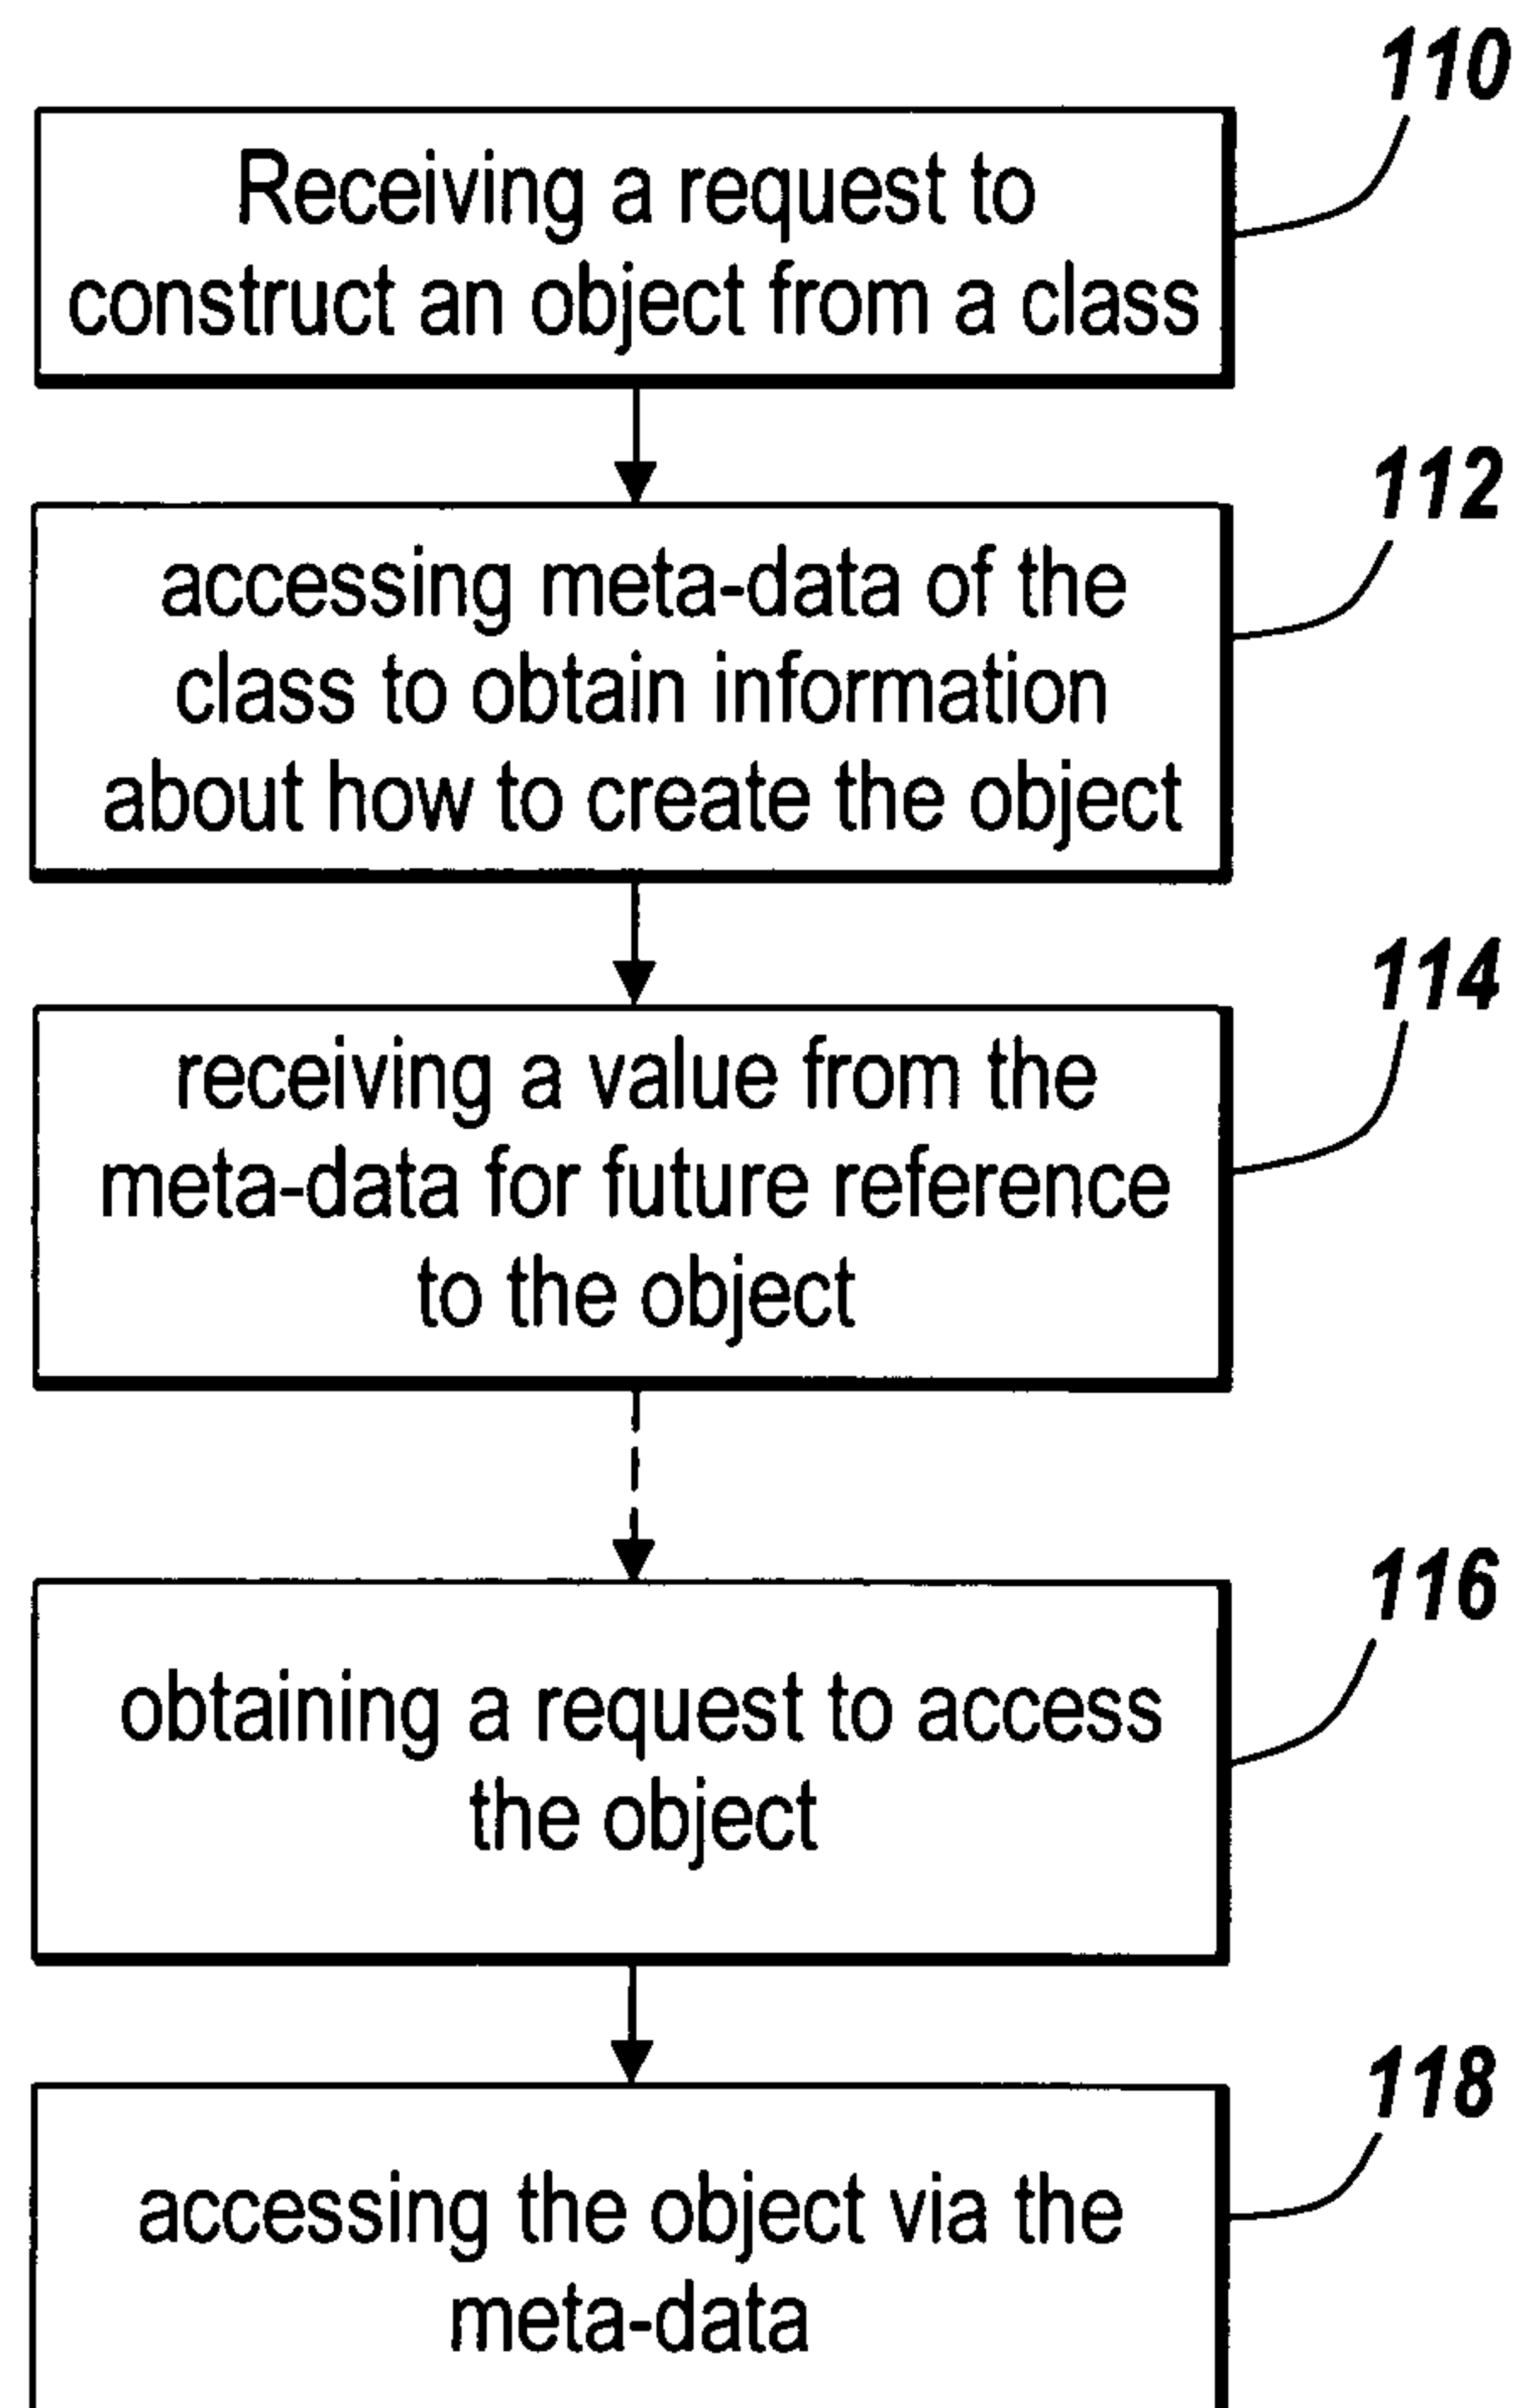 110
Receiving a request to
construct an object from a class
112
accessing meta-data of the
class to obtain information
about how to create the object
114
receiving a value from the
meta-data for future reference
to the object
116
obtaining a request to access
the object
118
accessing the object via the
meta-data